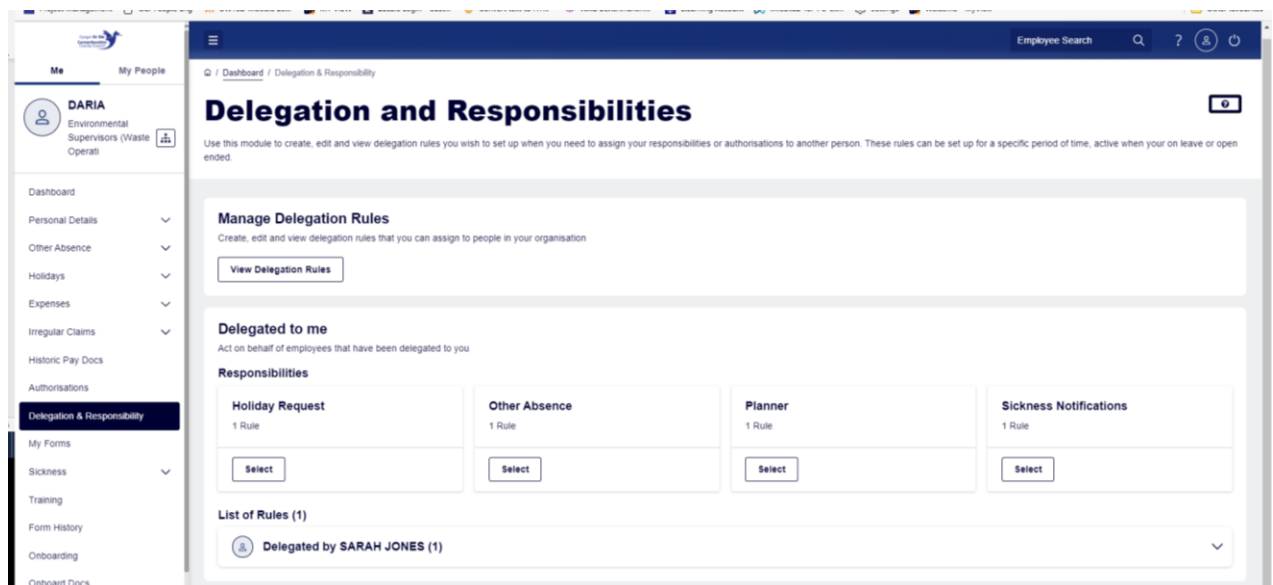 Employee Search
?
Me
My People
/ Dashboard / Delegation & Responsibility
DARIA
Environmental
Supervisors (Waste
Operati
Delegation and Responsibilities
Use this module to create, edit and view delegation rules you wish to set up when you need to assign your responsibilities or authorisations to another person. These rules can be set up for a specific period of time, active when your on leave or open
ended.
Dashboard
Personal Details
Other Absence
Holidays
Expenses
Irregular Claims
Historic Pay Docs
Authorisations
Delegation & Responsibility
My Forms
Sickness
Training
Form History
Onboarding
Onboard Docs
Manage Delegation Rules
Create, edit and view delegation rules that you can assign to people in your organisation
View Delegation Rules
Delegated to me
Act on behalf of employees that have been delegated to you
Responsibilities
Holiday Request
1 Rule
Select
Other Absence
1 Rule
Select
Planner
1 Rule
Select
Sickness Notifications
1 Rule
Select
List of Rules (1)
Delegated by SARAH JONES (1)